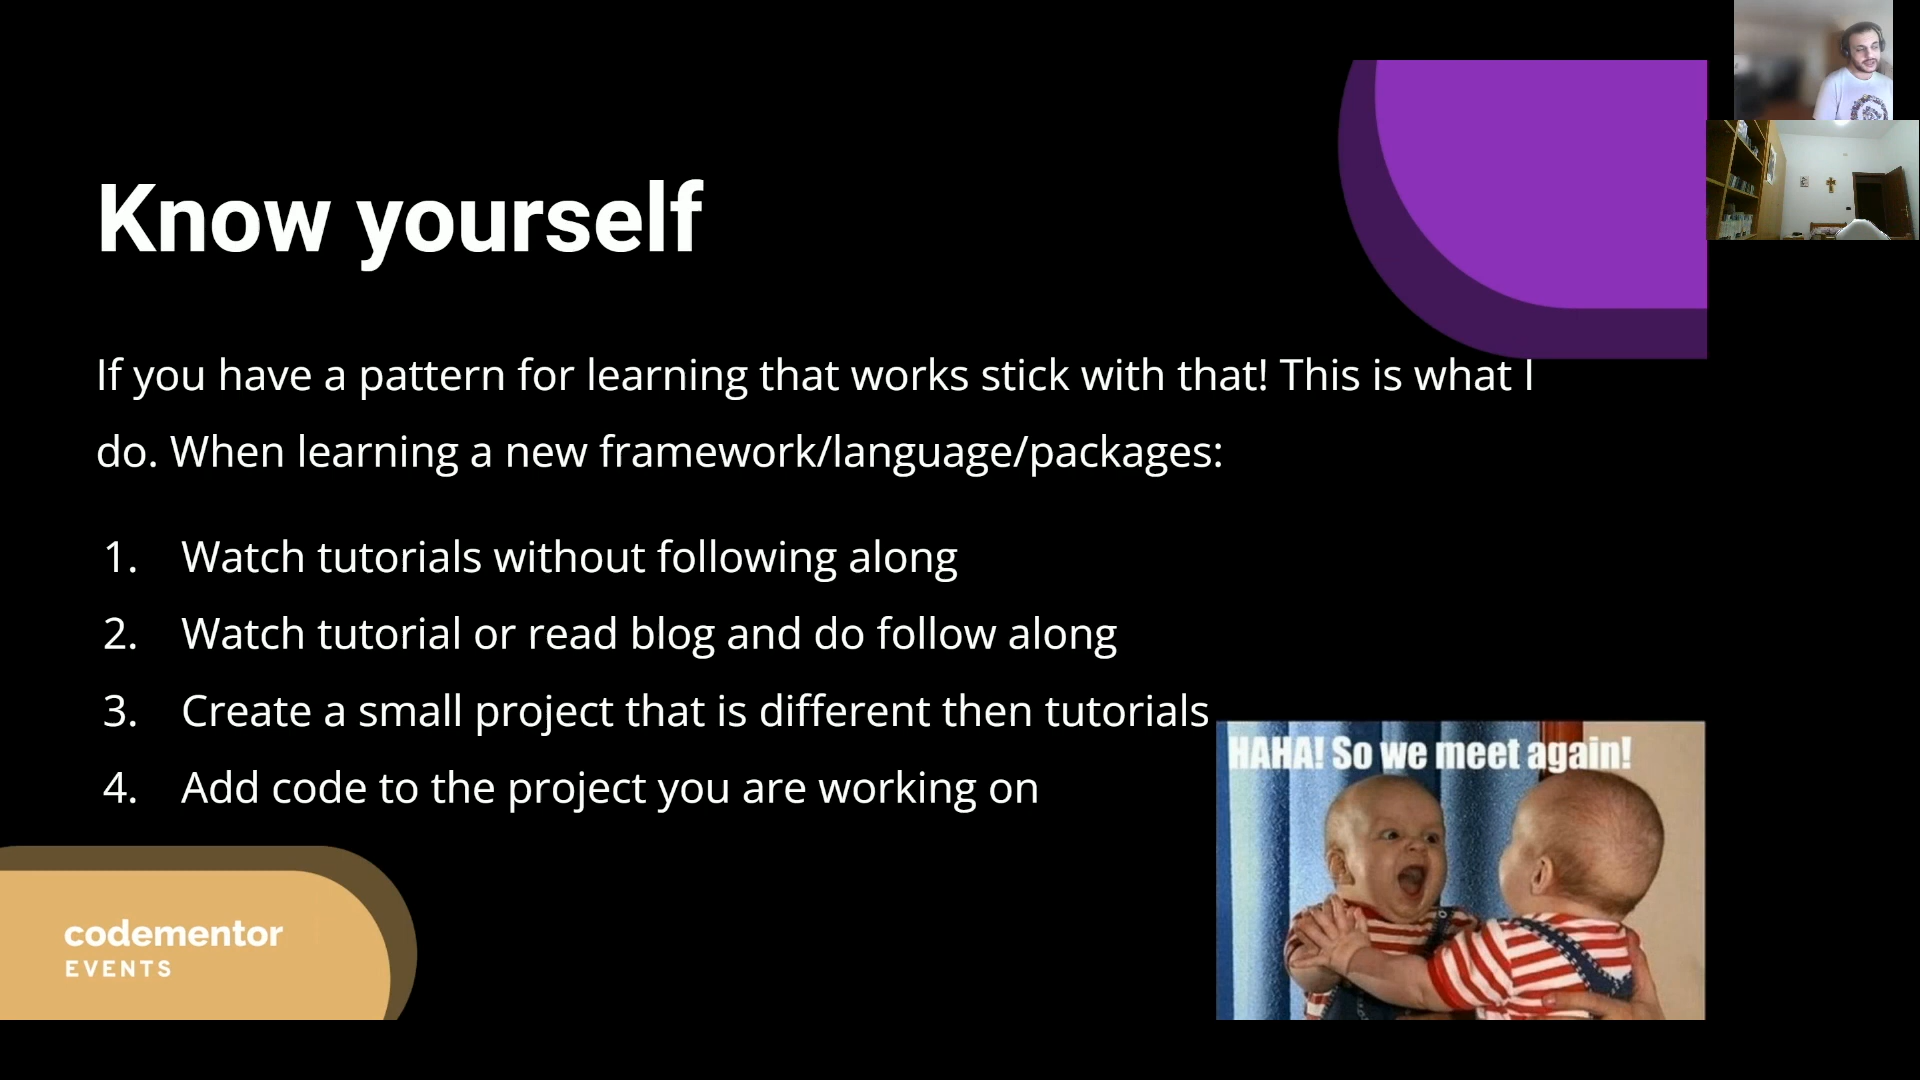 Know yourself
If you have a pattern for learning that works stick with that! This is what I
do. When learning a new framework/language/packages:
1. Watch tutorials without following along
2. Watch tutorial or read blog and do follow along
3. Create a small project that is different then tutorials
4. Add code to the project you are working on
HAHA! So we meet again!
codementor
EVENTS